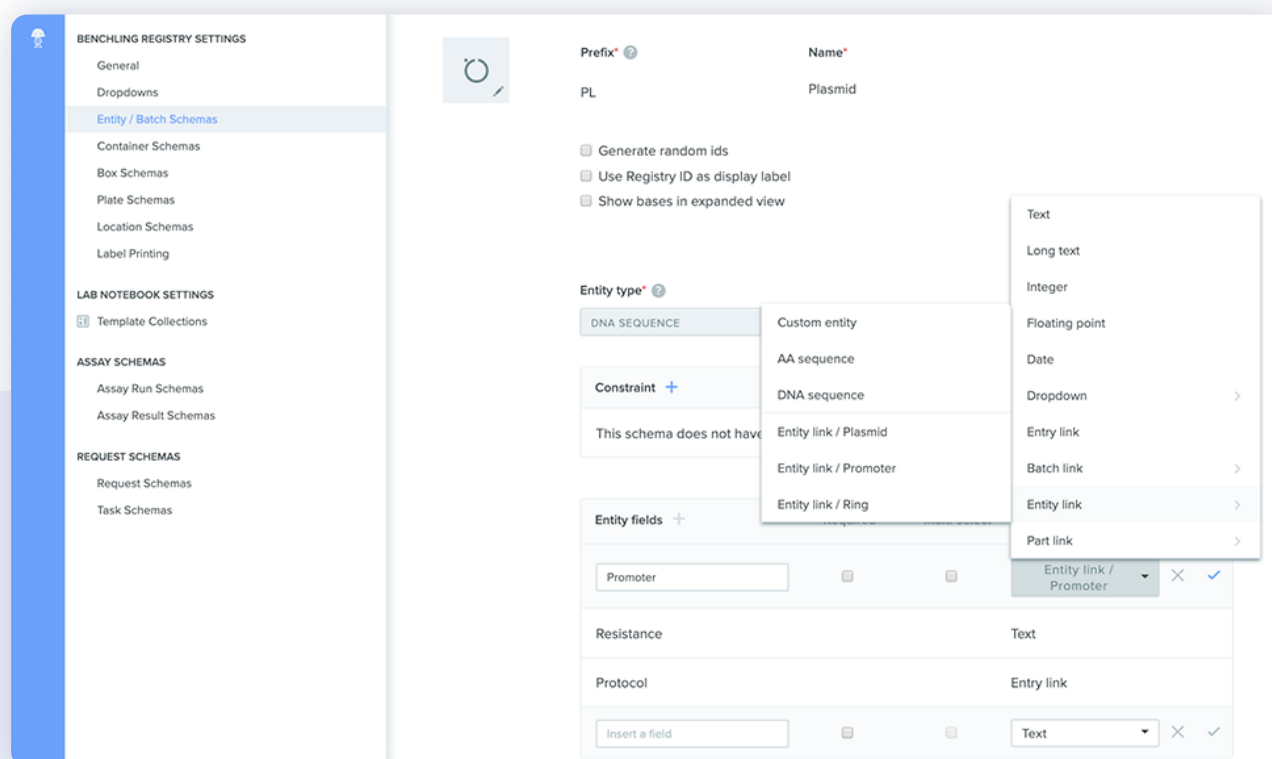 BENCHLING REGISTRY SETTINGS
General
Dropdowns
Entity / Batch Schemas
Container Schemas
Box Schemas
Plate Schemas
Location Schemas
Label Printing
LAB NOTEBOOK SETTINGS
Template Collections
ASSAY SCHEMAS
Assay Run Schemas
Assay Result Schemas
REQUEST SCHEMAS
Request Schemas
Task Schemas
Prefix* ?
Name*
PL
Plasmid
Generate random ids
Use Registry ID as display label
Show bases in expanded view
Entity type* ?
DNA SEQUENCE
Constraint +
This schema does not have
Custom entity
AA sequence
DNA sequence
Entity link / Plasmid
Entity link / Promoter
Entity link / Ring
Text
Long text
Integer
Floating point
Date
Dropdown
Entry link
Batch link
Entity link
Part link
Entity fields +
Promoter
Entity link /
Promoter
Resistance
Text
Protocol
Entry link
Insert a field
Text